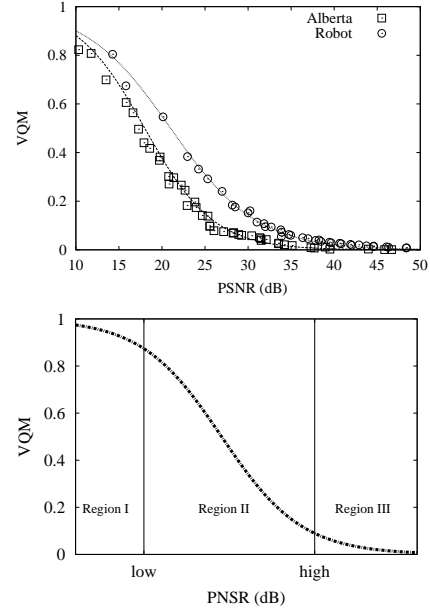 1
0.8
0.6
0.4
0.2
0
VQM
Alberta
Robot
10 15 20 25 30 35 40 45 50
PSNR (dB)
1
0.8
0.6
0.4
0.2
0
VQM
Region I
Region II
Region III
low
high
PNSR (dB)